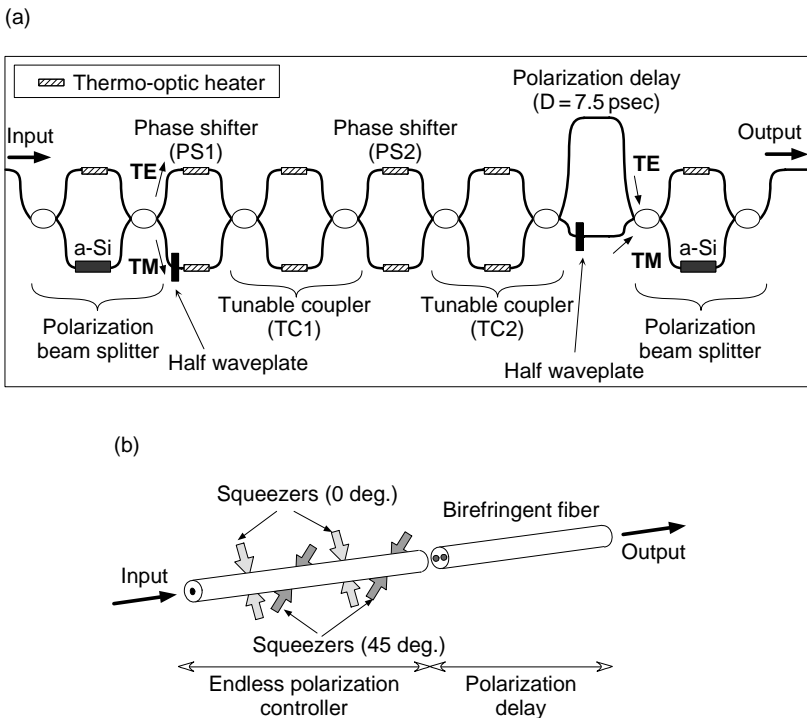 (a)
Thermo-optic heater
Polarization delay
(D = 7.5 psec)
Input
Phase shifter
(PS1)
Phase shifter
(PS2)
Output
TE
TE
a-Si
TM
a-Si
TM
Polarization
beam splitter
Tunable coupler
(TC1)
Tunable coupler
(TC2)
Polarization
beam splitter
Half waveplate
Half waveplate
(b)
Squeezers (0 deg.)
Birefringent fiber
Input
Output
Squeezers (45 deg.)
Endless polarization
controller
Polarization
delay